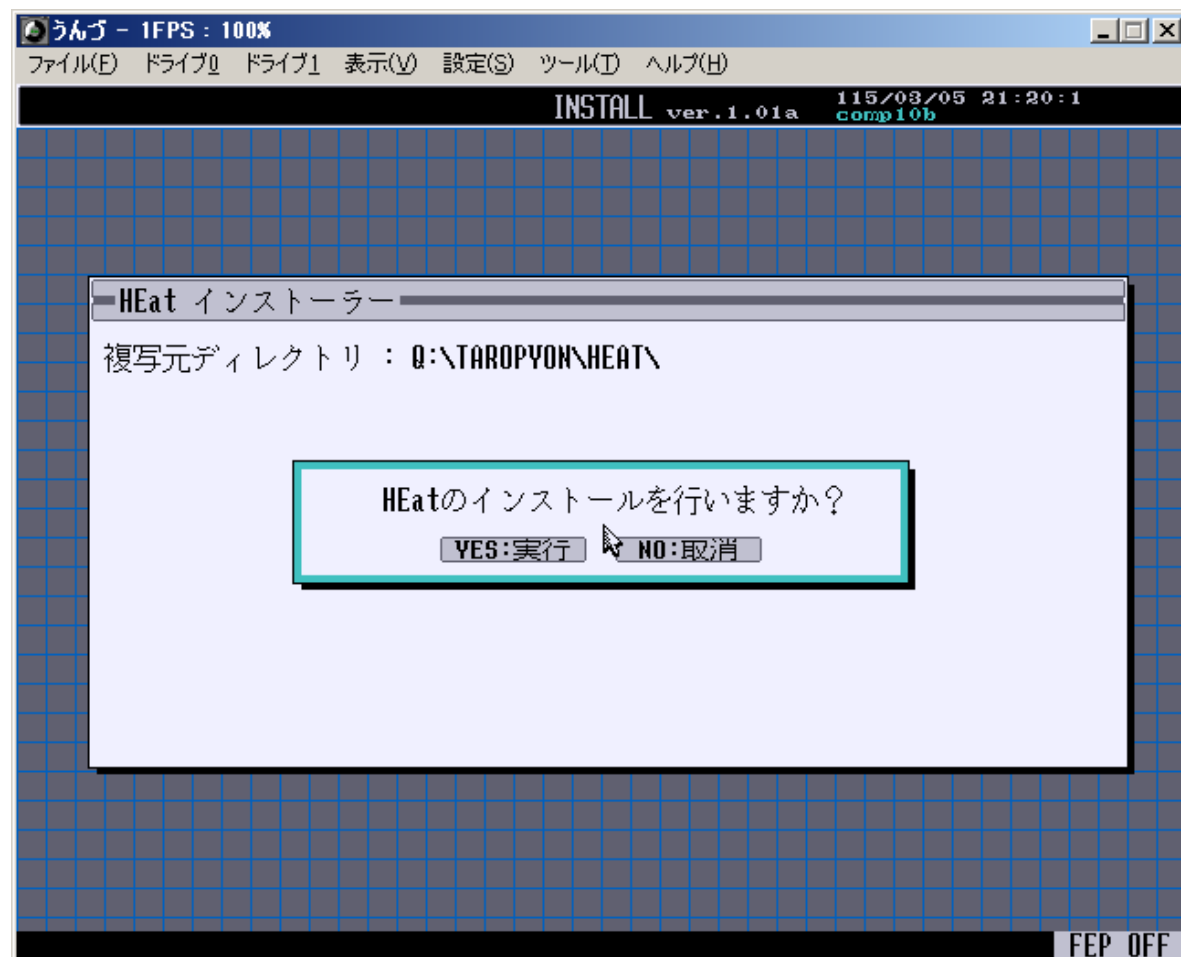 うんづ - 1FPS : 100%
ファイル(F) ドライブ0 ドライブ1 表示(V) 設定(S) ツール(T) ヘルプ(H)
INSTALL ver.1.01a 115/03/05 21:20:1
comp10b
HEat インストーラー
複写元ディレクトリ : Q:\TAROPYON\HEAT\
HEatのインストールを行いますか?
YES:実行 NO:取消
FEP OFF